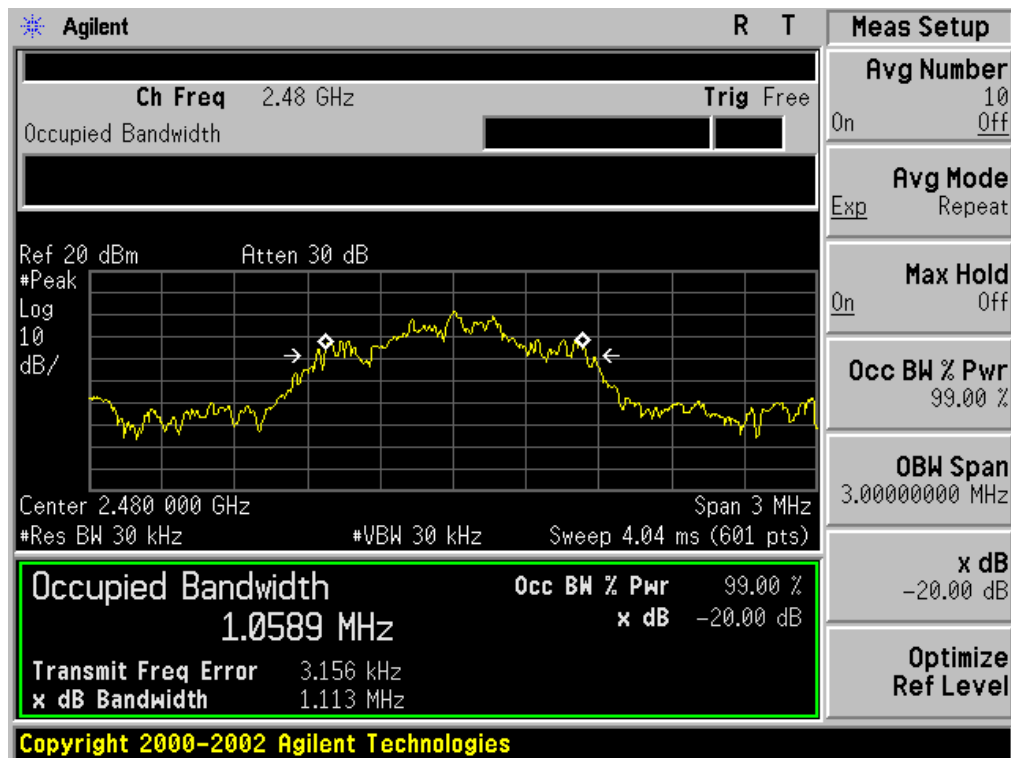 Agilent R T
Ch Freq 2.48 GHz Trig Free
Occupied Bandwidth
Ref 20 dBm Atten 30 dB
#Peak
Log
10
dB/
Center 2.480 000 GHz Span 3 MHz
#Res BW 30 kHz #VBW 30 kHz Sweep 4.04 ms (601 pts)
Occupied Bandwidth Occ BW % Pwr 99.00 %
1.0589 MHz x dB -20.00 dB
Transmit Freq Error 3.156 kHz
x dB Bandwidth 1.113 MHz
Copyright 2000-2002 Agilent Technologies
Meas Setup
Avg Number
10
On Off
Avg Mode
Exp Repeat
Max Hold
On Off
Occ BW % Pwr
99.00 %
OBW Span
3.00000000 MHz
x dB
-20.00 dB
Optimize
Ref Level